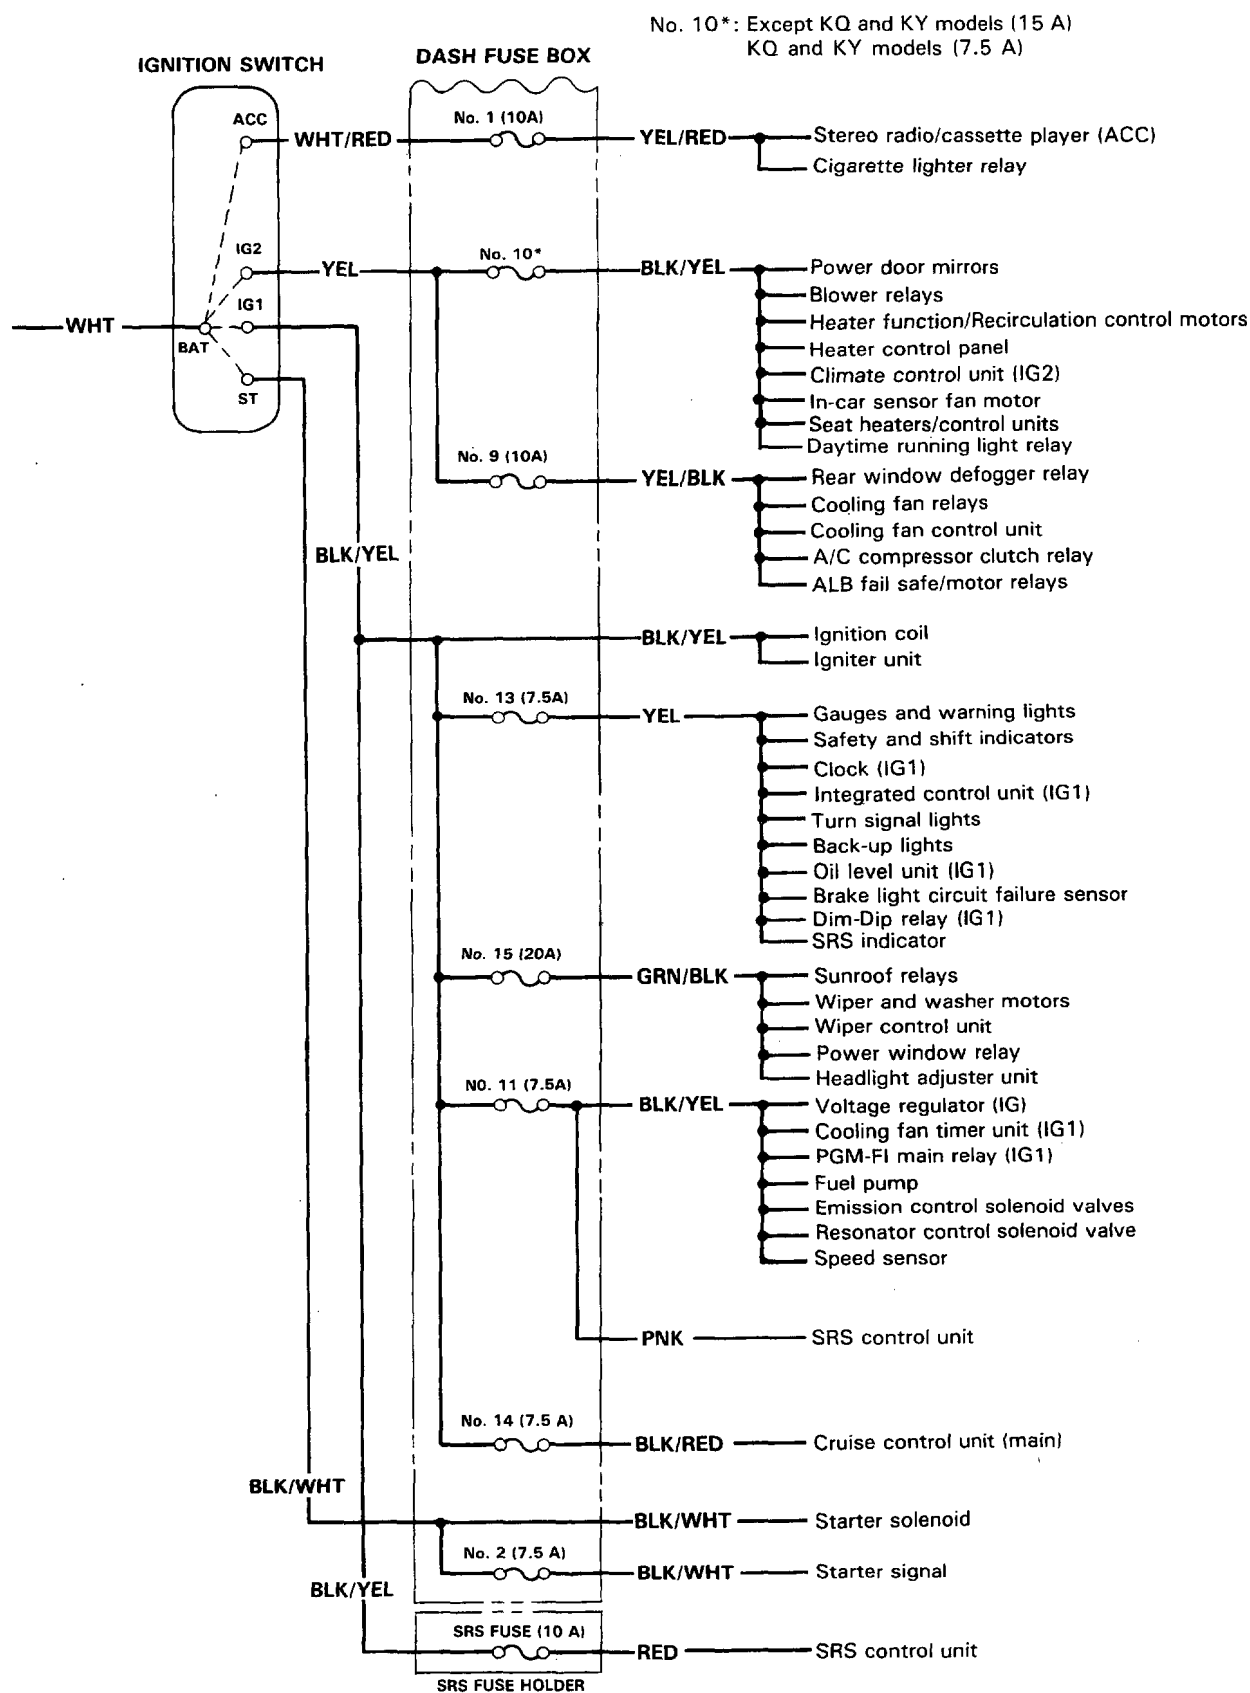 No. 10*: Except KQ and KY models (15 A)
KQ and KY models (7.5 A)
IGNITION SWITCH
DASH FUSE BOX
ACC
WHT/RED
No. 1 (10A)
YEL/RED
Stereo radio/cassette player (ACC)
Cigarette lighter relay
IG2
YEL
No. 10*
BLK/YEL
Power door mirrors
Blower relays
Heater function/Recirculation control motors
Heater control panel
Climate control unit (IG2)
In-car sensor fan motor
Seat heaters/control units
Daytime running light relay
IG1
WHT
BAT
ST
No. 9 (10A)
YEL/BLK
Rear window defogger relay
Cooling fan relays
Cooling fan control unit
A/C compressor clutch relay
ALB fail safe/motor relays
BLK/YEL
BLK/YEL
Ignition coil
Igniter unit
No. 13 (7.5A)
YEL
Gauges and warning lights
Safety and shift indicators
Clock (IG1)
Integrated control unit (IG1)
Turn signal lights
Back-up lights
Oil level unit (IG1)
Brake light circuit failure sensor
Dim-Dip relay (IG1)
SRS indicator
No. 15 (20A)
GRN/BLK
Sunroof relays
Wiper and washer motors
Wiper control unit
Power window relay
Headlight adjuster unit
NO. 11 (7.5A)
BLK/YEL
Voltage regulator (IG)
Cooling fan timer unit (IG1)
PGM-FI main relay (IG1)
Fuel pump
Emission control solenoid valves
Resonator control solenoid valve
Speed sensor
PNK
SRS control unit
No. 14 (7.5 A)
BLK/RED
Cruise control unit (main)
BLK/WHT
BLK/WHT
Starter solenoid
No. 2 (7.5 A)
BLK/WHT
Starter signal
BLK/YEL
SRS FUSE (10 A)
RED
SRS control unit
SRS FUSE HOLDER